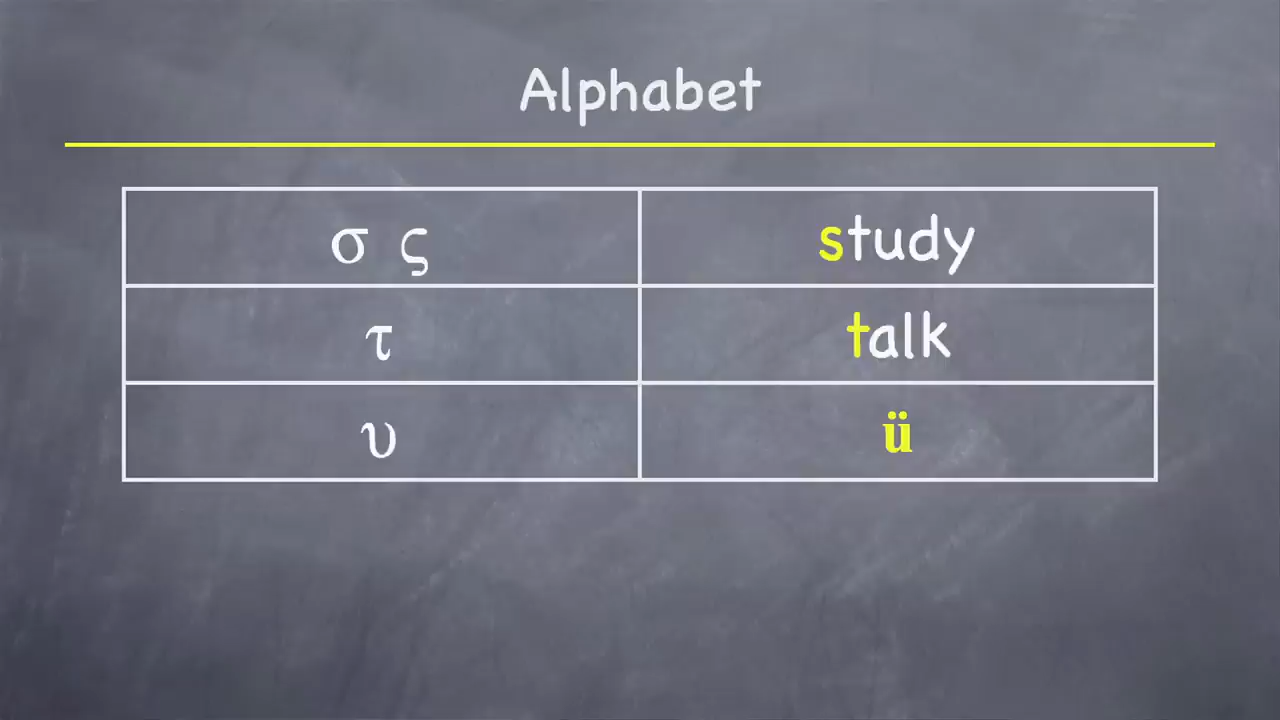 Alphabet
σ ς study
τ talk
υ ü